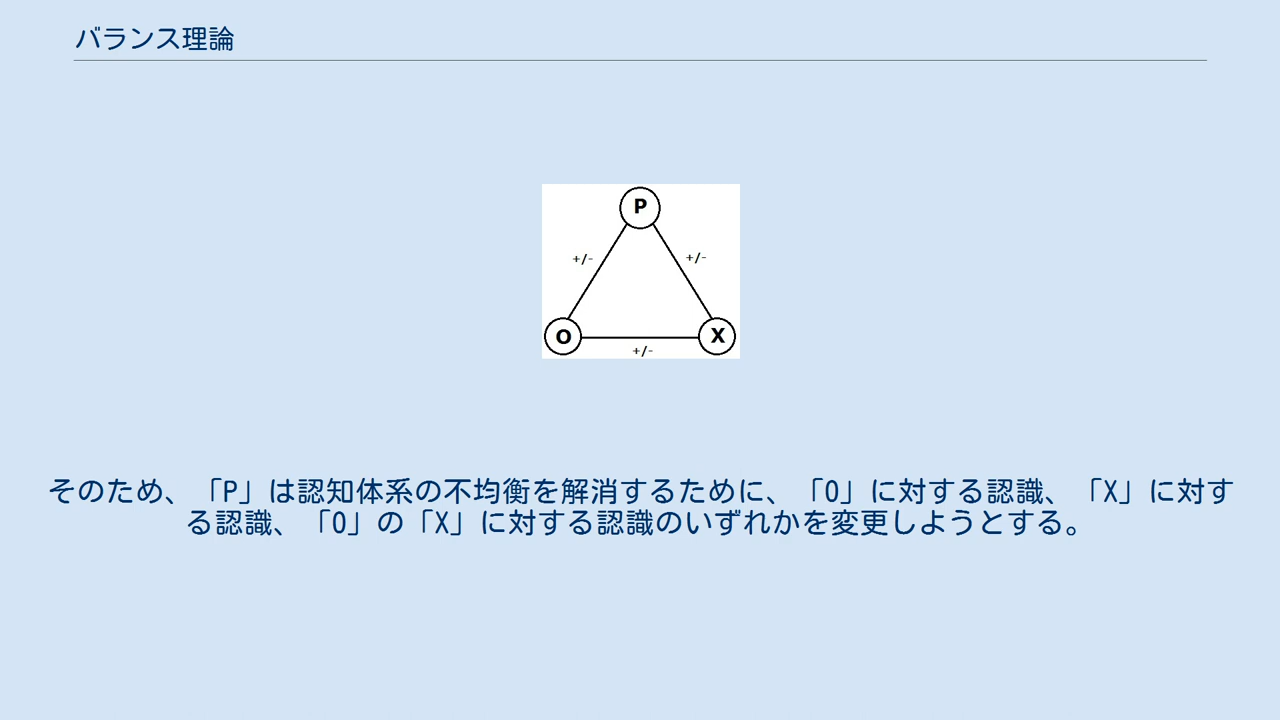 バランス理論
P
+/-
+/-
O
X
+/-
そのため、「P」は認知体系の不均衡を解消するために、「O」に対する認識、「X」に対す
る認識、「O」の「X」に対する認識のいずれかを変更しようとする。